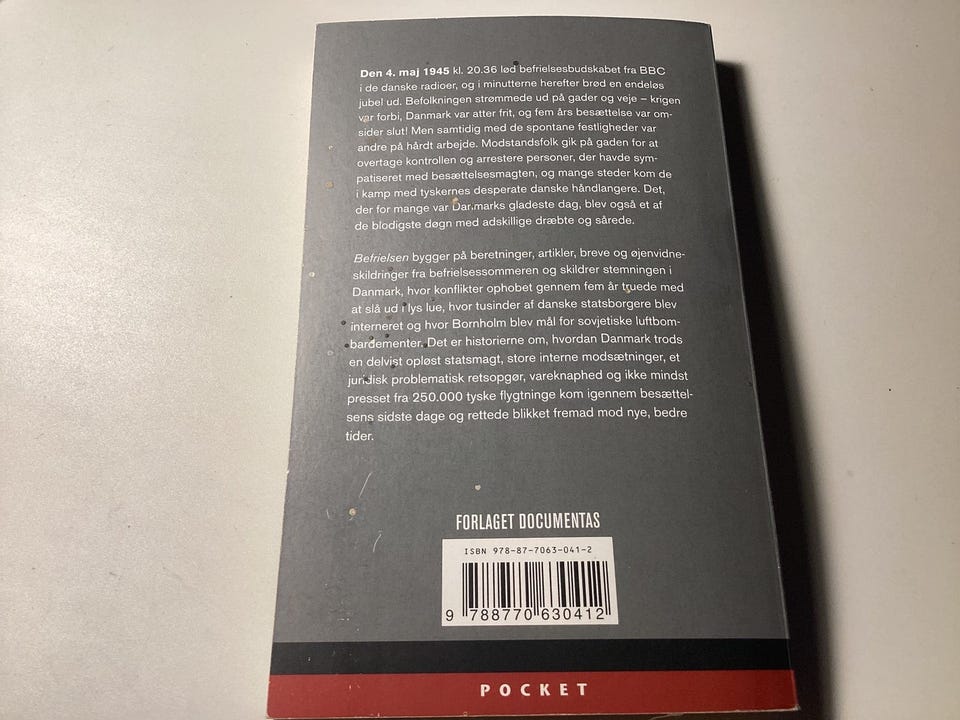 Den 4. maj 1945 kl. 20.36 lød befrielsesbudskabet fra BBC
i de danske radioer, og i minutterne herefter brød en endeløs
jubel ud. Befolkningen strømmede ud på gader og veje – krigen
var forbi, Danmark var atter frit, og fem års besættelse var om-
sider slut! Men samtidig med de spontane festligheder var
andre på hårdt arbejde. Modstandsfolk gik på gaden for at
overtage kontrollen og arrestere personer, der havde sym-
patiseret med besættelsesmagten, og mange steder kom de
i kamp med tyskernes desperate danske håndlangere. Det,
der for mange var Danmarks gladeste dag, blev også et af
de blodigste døgn med adskillige dræbte og sårede.
Befrielsen bygger på beretninger, artikler, breve og øjenvidne-
skildringer fra befrielsessommeren og skildrer stemningen i
Danmark, hvor konflikter ophobet gennem fem år truede med
at slå ud i lys lue, hvor tusinder af danske statsborgere blev
interneret og hvor Bornholm blev mål for sovjetiske luftbom-
bardementer. Det er historierne om, hvordan Danmark trods
en delvist opløst statsmagt, store interne modsætninger, et
juridisk problematisk retsopgør, vareknaphed og ikke mindst
presset fra 250.000 tyske flygtninge kom igennem besættel-
sens sidste dage og rettede blikket fremad mod nye, bedre
tider.
FORLAGET DOCUMENTAS
ISBN 978-87-7063-041-2
9 788770 630412
POCKET